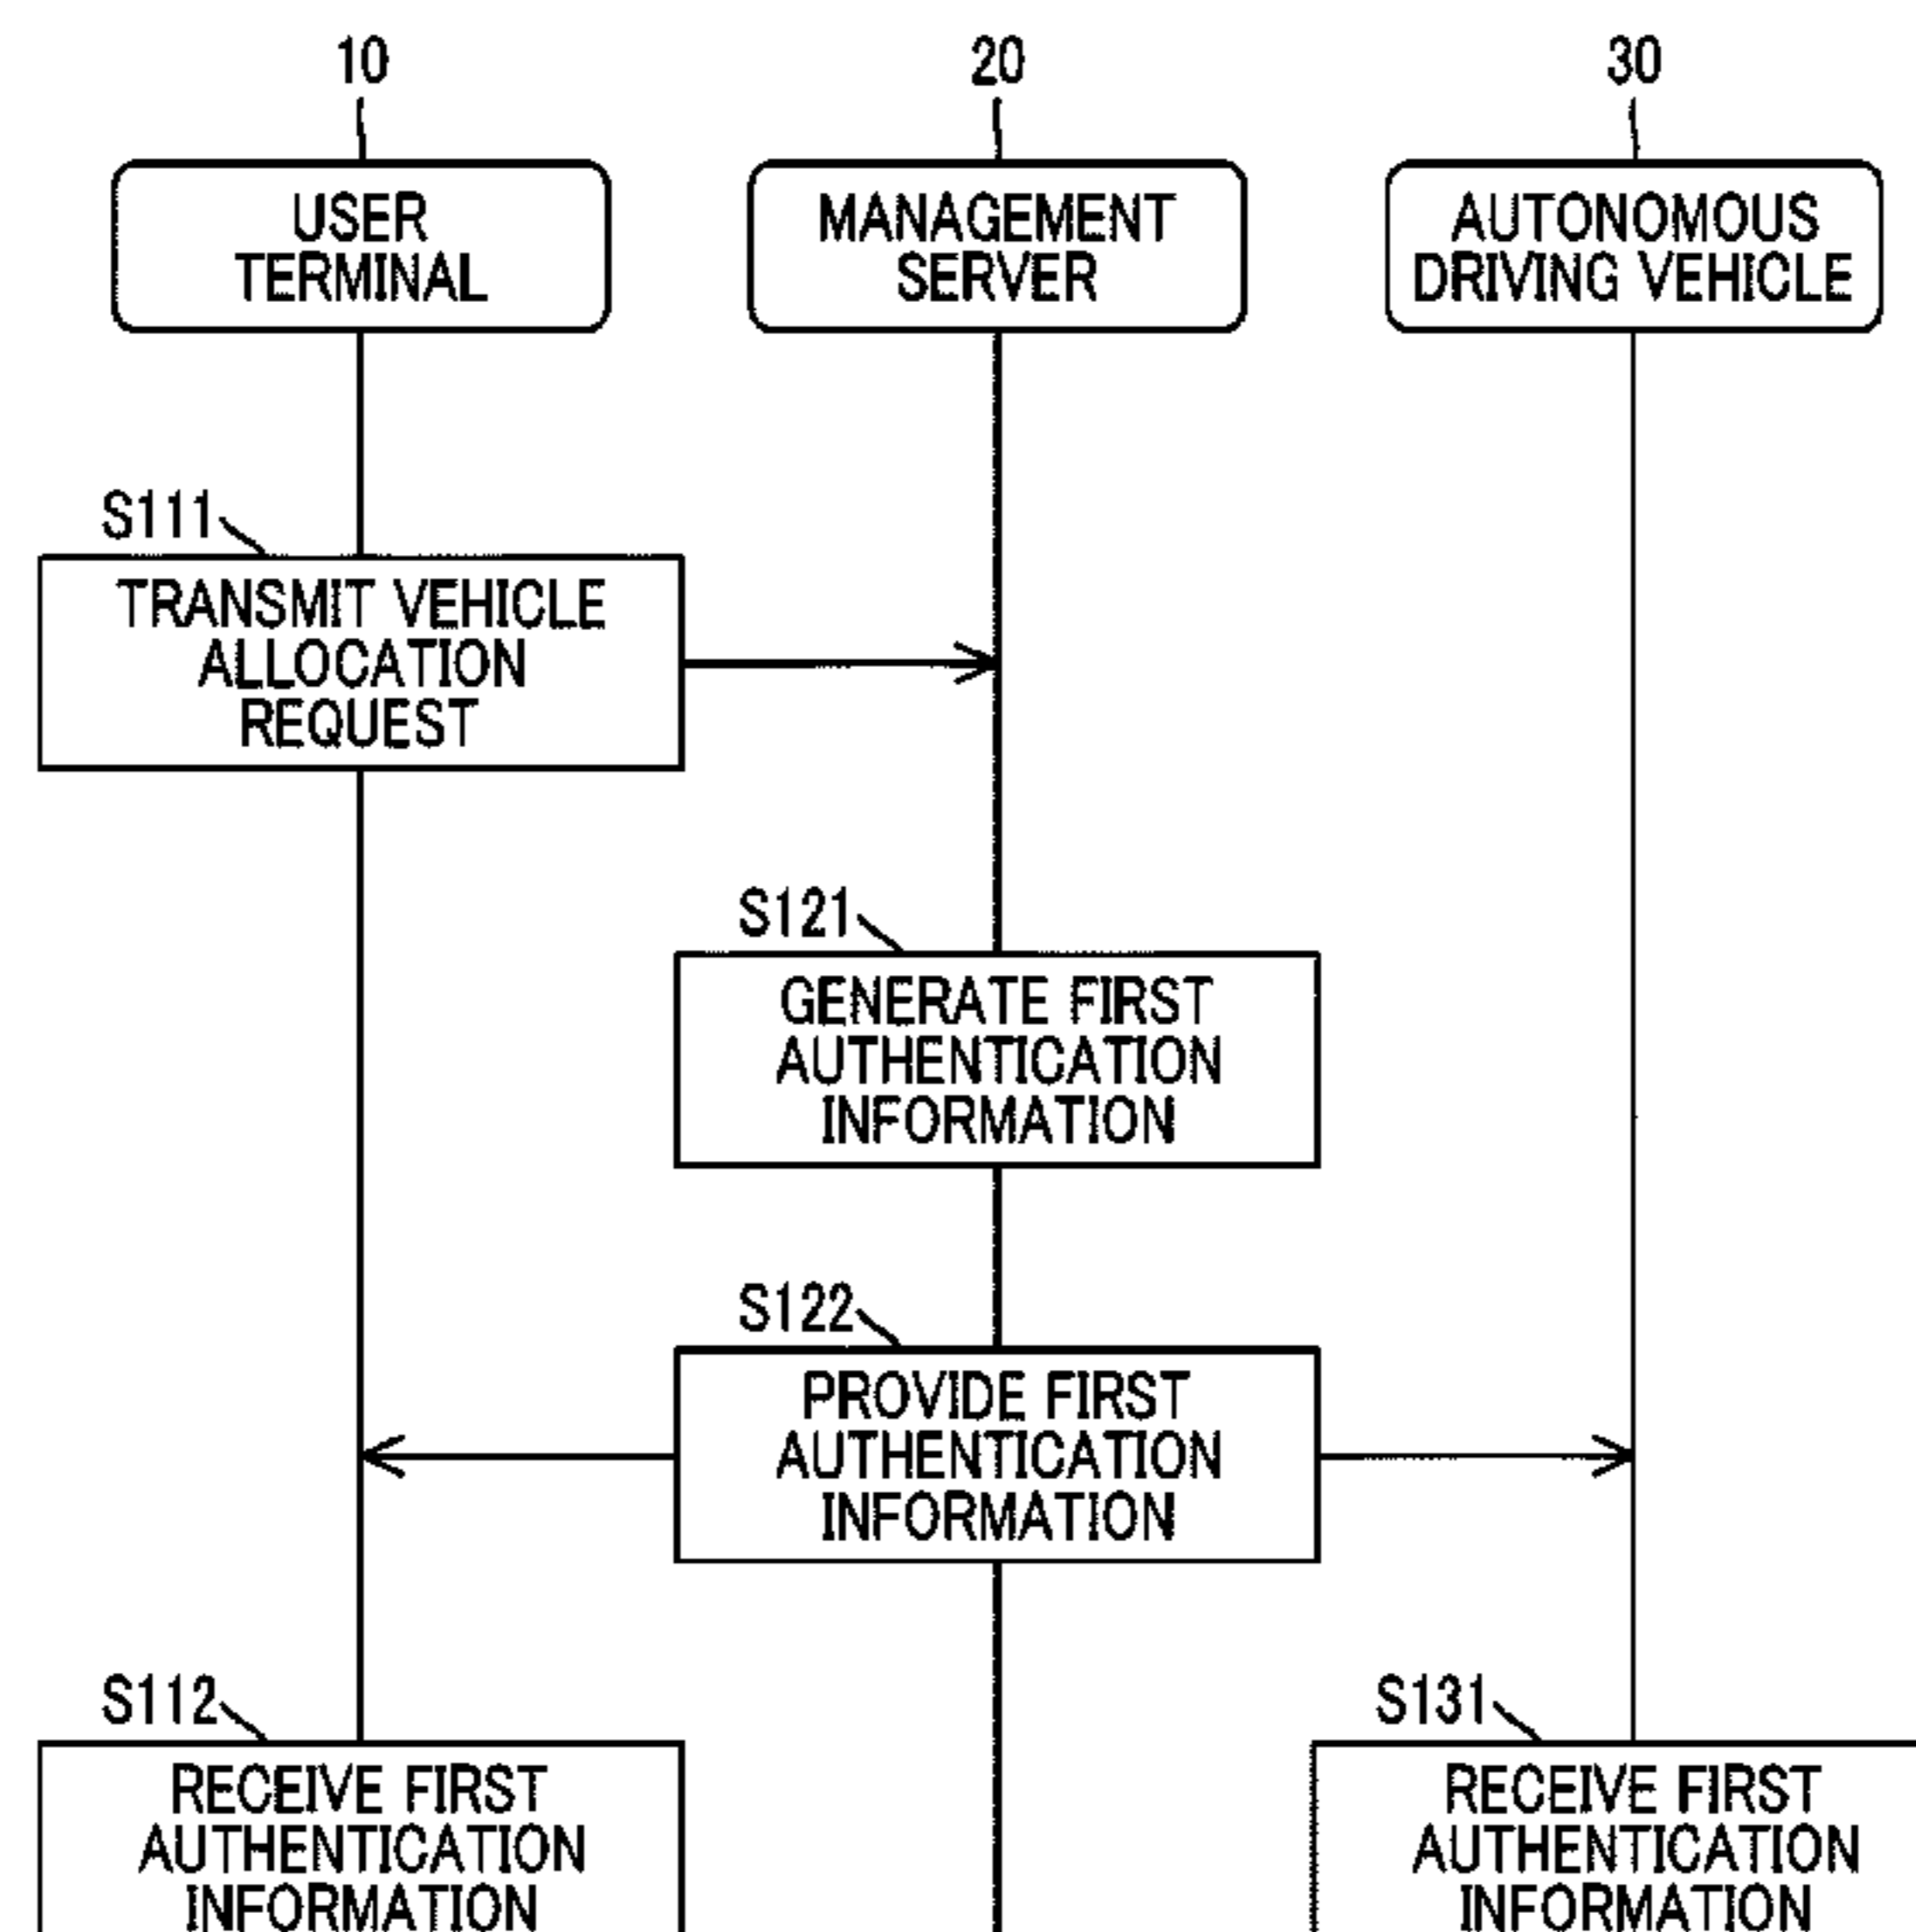 10
20
30
USER
TERMINAL
MANAGEMENT
SERVER
AUTONOMOUS
DRIVING VEHICLE
S111
TRANSMIT VEHICLE
ALLOCATION
REQUEST
S121
GENERATE FIRST
AUTHENTICATION
INFORMATION
S122
PROVIDE FIRST
AUTHENTICATION
INFORMATION
S112
RECEIVE FIRST
AUTHENTICATION
INFORMATION
S131
RECEIVE FIRST
AUTHENTICATION
INFORMATION